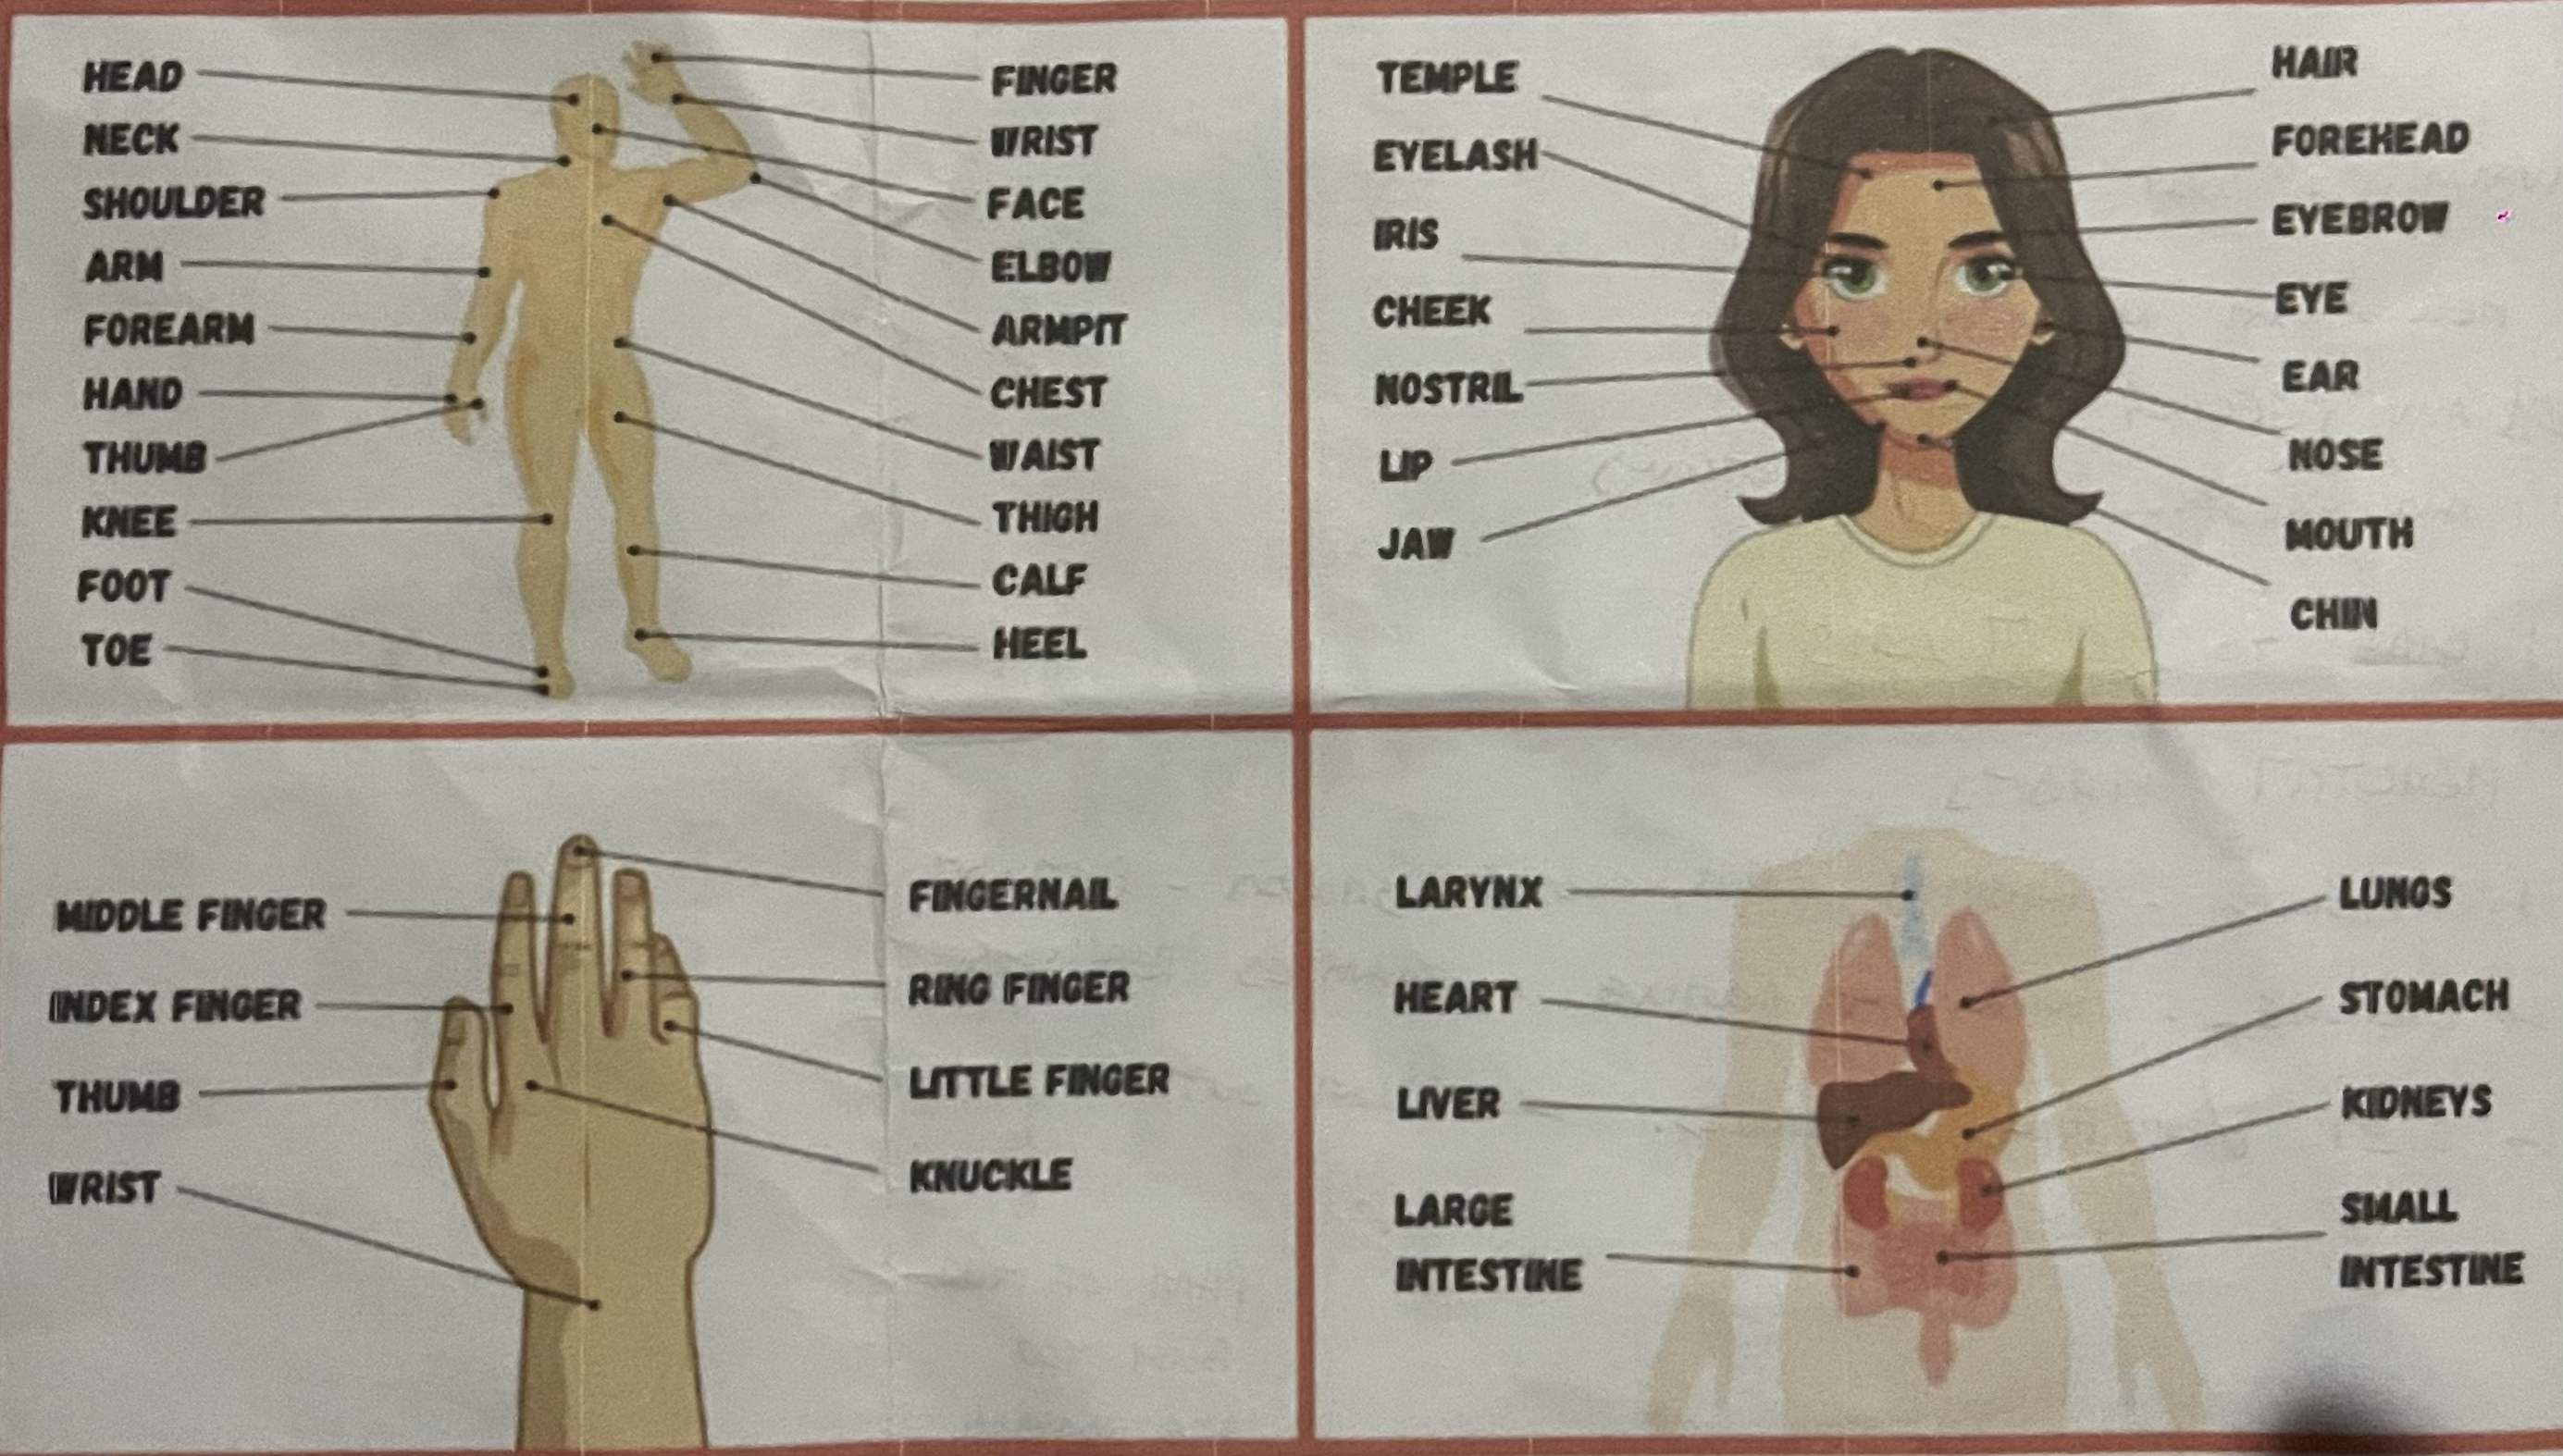 HEAD
NECK
SHOULDER
ARM
FOREARM
HAND
THUMB
KNEE
FOOT
TOE
FINGER
WRIST
FACE
ELBOW
ARMPIT
CHEST
WAIST
THIGH
CALF
HEEL
TEMPLE
EYELASH
IRIS
CHEEK
NOSTRIL
LIP
JAW
HAIR
FOREHEAD
EYEBROW
EYE
EAR
NOSE
MOUTH
CHIN
MIDDLE FINGER
INDEX FINGER
THUMB
WRIST
FINGERNAIL
RING FINGER
LITTLE FINGER
KNUCKLE
LARYNX
HEART
LIVER
LARGE
INTESTINE
LUNGS
STOMACH
KIDNEYS
SMALL
INTESTINE